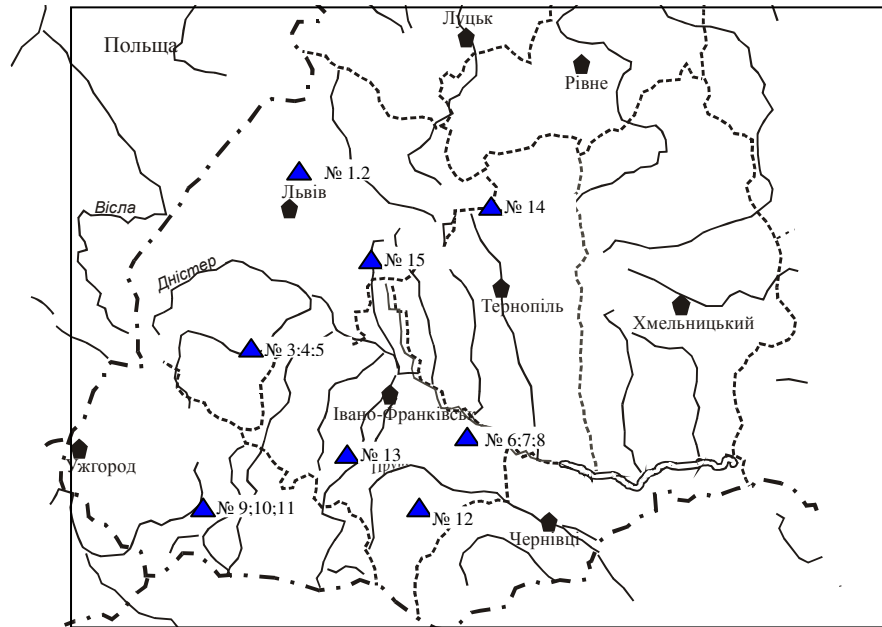 Луцьк
Польща
Рівне
№ 1.2
Львів
Вісла
№ 14
Дністер
№ 15
Тернопіль
Хмельницький
№ 3:4:5
Івано-Франківськ
№ 6;7;8
№ 13
Прут
Ужгород
№ 9;10;11
№ 12
Чернівці